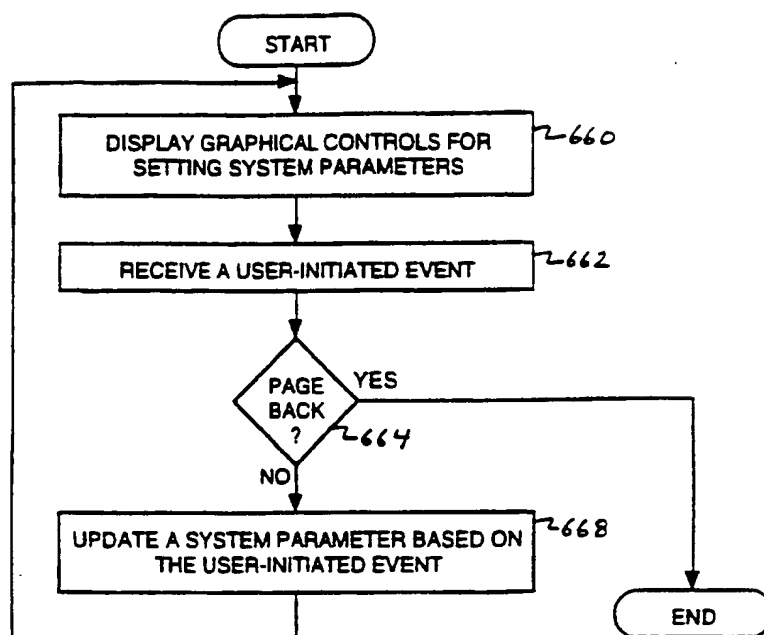 START
DISPLAY GRAPHICAL CONTROLS FOR
SETTING SYSTEM PARAMETERS
660
RECEIVE A USER-INITIATED EVENT
662
PAGE
BACK
?
YES
664
NO
UPDATE A SYSTEM PARAMETER BASED ON
THE USER-INITIATED EVENT
668
END